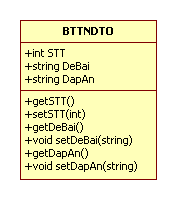 BTTNDTO
+int STT
+string DeBai
+string DapAn
+getSTT()
+setSTT(int)
+getDeBai()
+void setDeBai(string)
+getDapAn()
+void setDapAn(string)